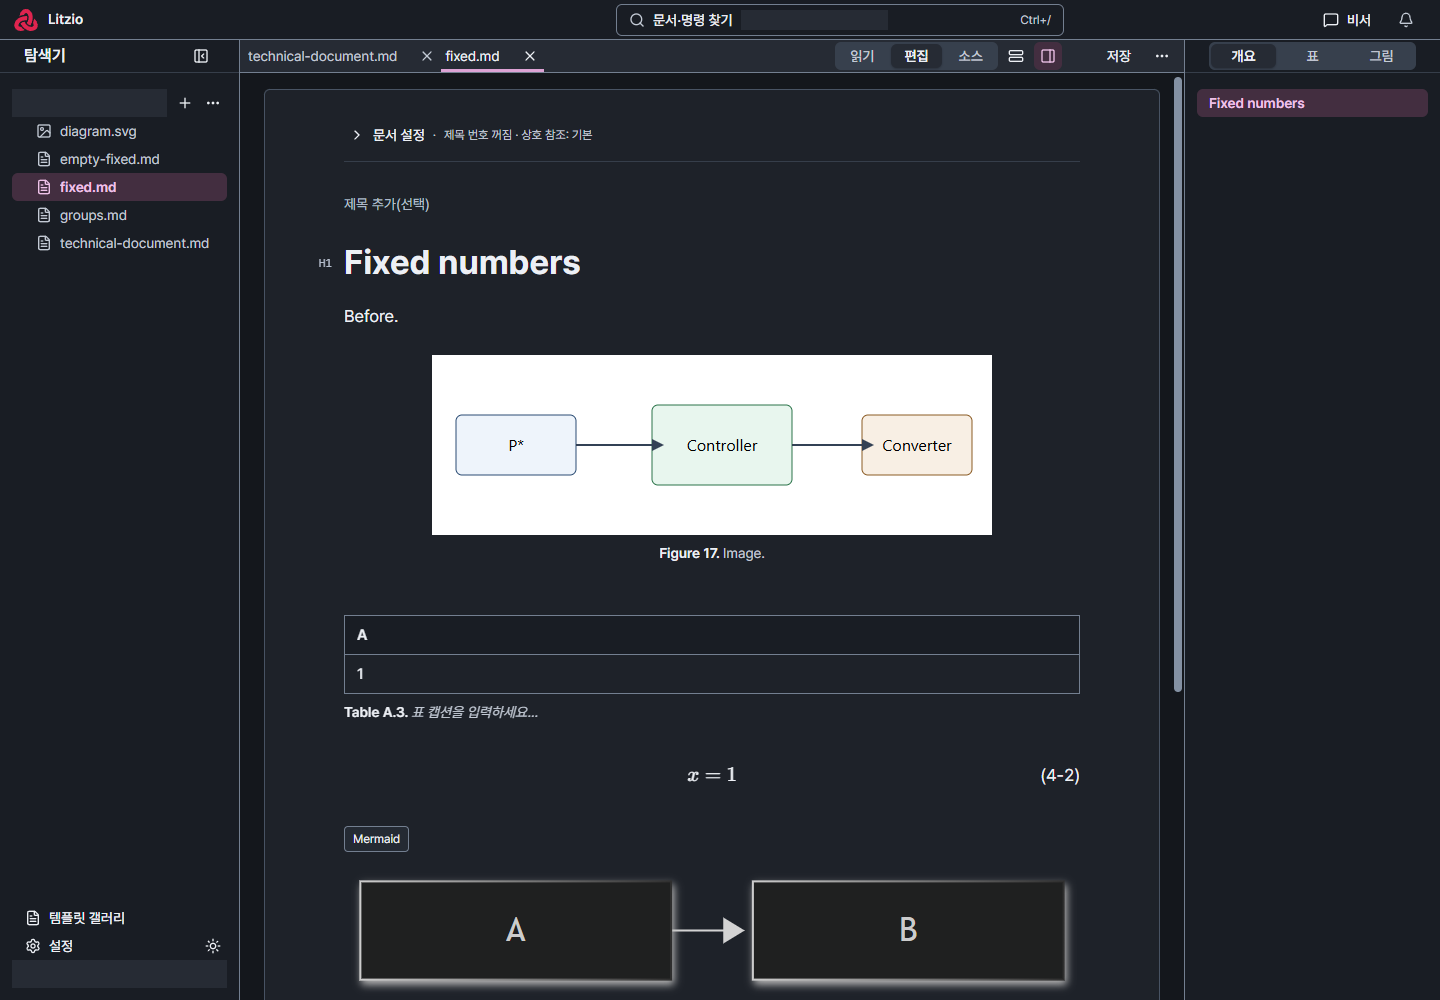 Litzio
문서·명령 찾기
Ctrl+/
비서
탐색기
technical-document.md
fixed.md
읽기
편집
소스
저장
개요
표
그림
diagram.svg
empty-fixed.md
fixed.md
groups.md
technical-document.md
템플릿 갤러리
설정
문서 설정 · 제목 번호 꺼짐 · 상호 참조: 기본
제목 추가(선택)
H1 Fixed numbers
Before.
P*
Controller
Converter
Figure 17. Image.
A
1
Table A.3. 표 캡션을 입력하세요...
x = 1
(4-2)
Mermaid
A
B
Fixed numbers